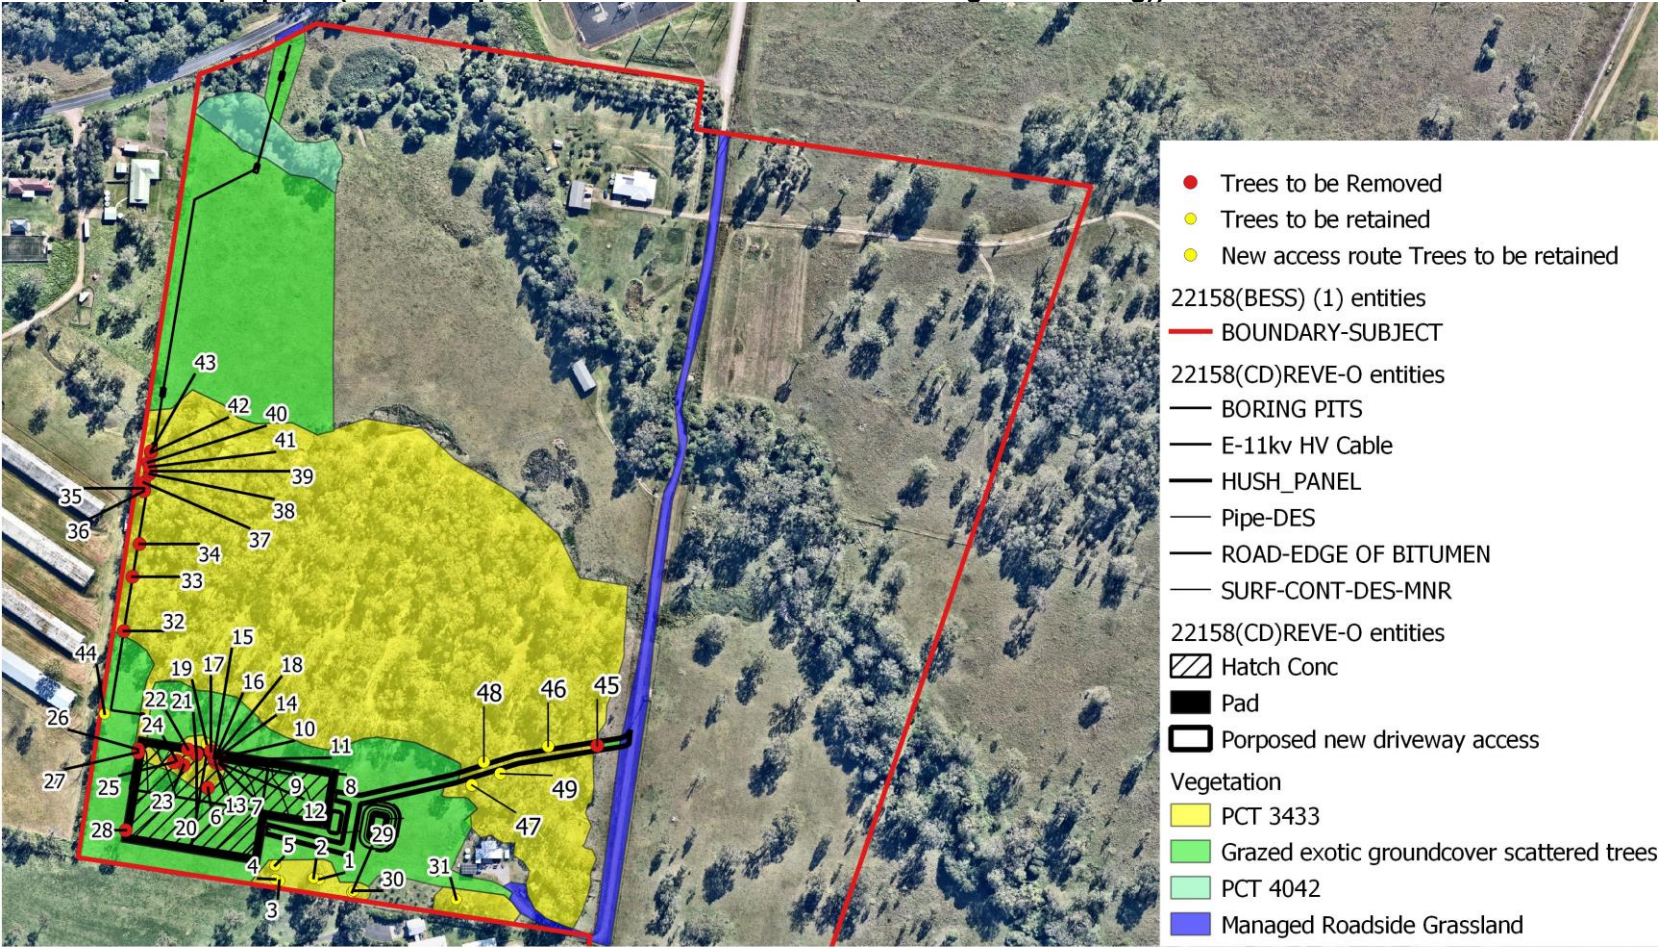 43
42
40
41
39
35
38
36
37
34
33
32
15
44
19
17
18
16
22
21
14
48
46
45
26
24
10
11
27
25
9
8
49
23
13
7
12
6
20
29
47
28
5
2
1
4
31
30
3
Trees to be Removed
Trees to be retained
New access route Trees to be retained
22158(BESS) (1) entities
BOUNDARY-SUBJECT
22158(CD)REVE-O entities
BORING PITS
E-11kv HV Cable
HUSH_PANEL
Pipe-DES
ROAD-EDGE OF BITUMEN
SURF-CONT-DES-MNR
22158(CD)REVE-O entities
Hatch Conc
Pad
Porposed new driveway access
Vegetation
PCT 3433
Grazed exotic groundcover scattered trees
PCT 4042
Managed Roadside Grassland